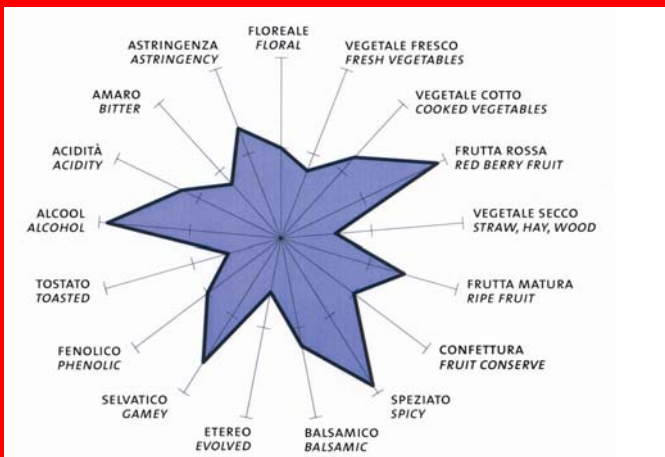 FLOREALE
FLORAL
VEGETALE FRESCO
FRESH VEGETABLES
VEGETALE COTTO
COOKED VEGETABLES
FRUTTA ROSSA
RED BERRY FRUIT
VEGETALE SECCO
STRAW, HAY, WOOD
FRUTTA MATURA
RIPE FRUIT
CONFETTURA
FRUIT CONSERVE
SPEZIATO
SPICY
BALSAMICO
BALSAMIC
ETEREO
EVOLVED
SELVATICO
GAMEY
FENOLICO
PHENOLIC
TOSTATO
TOASTED
ALCOOL
ALCOHOL
ACIDITÀ
ACIDITY
AMARO
BITTER
ASTRINGENZA
ASTRINGENCY